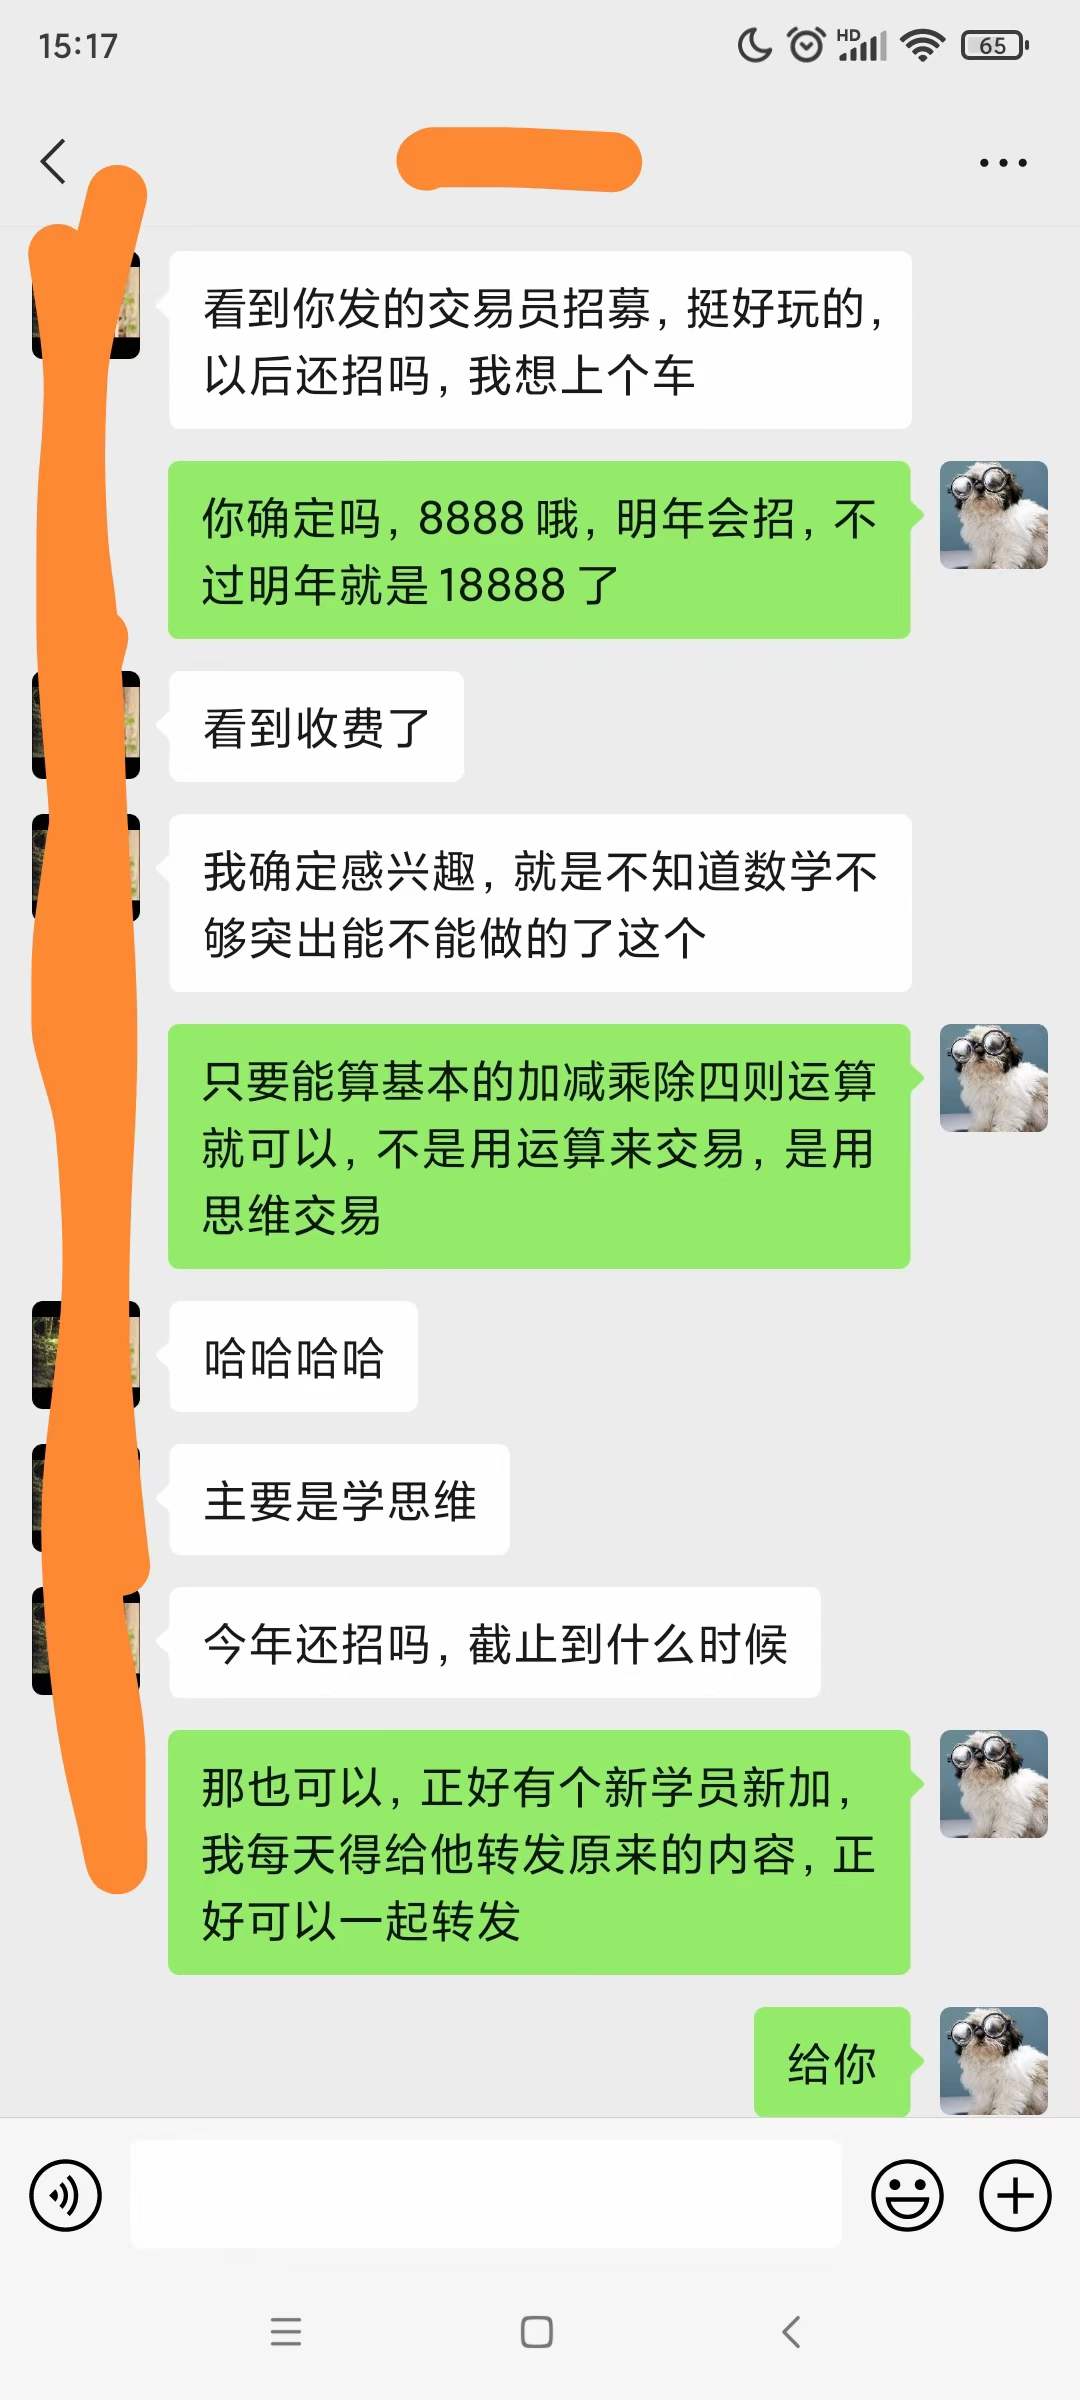 15:17
HD
65
看到你发的交易员招募，挺好玩的，
以后还招吗，我想上个车
你确定吗，8888 哦，明年会招，不
过明年就是 18888 了
看到收费了
我确定感兴趣，就是不知道数学不
够突出能不能做的了这个
只要能算基本的加减乘除四则运算
就可以，不是用运算来交易，是用
思维交易
哈哈哈哈
主要是学思维
今年还招吗，截止到什么时候
那也可以，正好有个新学员新加，
我每天得给他转发原来的内容，正
好可以一起转发
给你